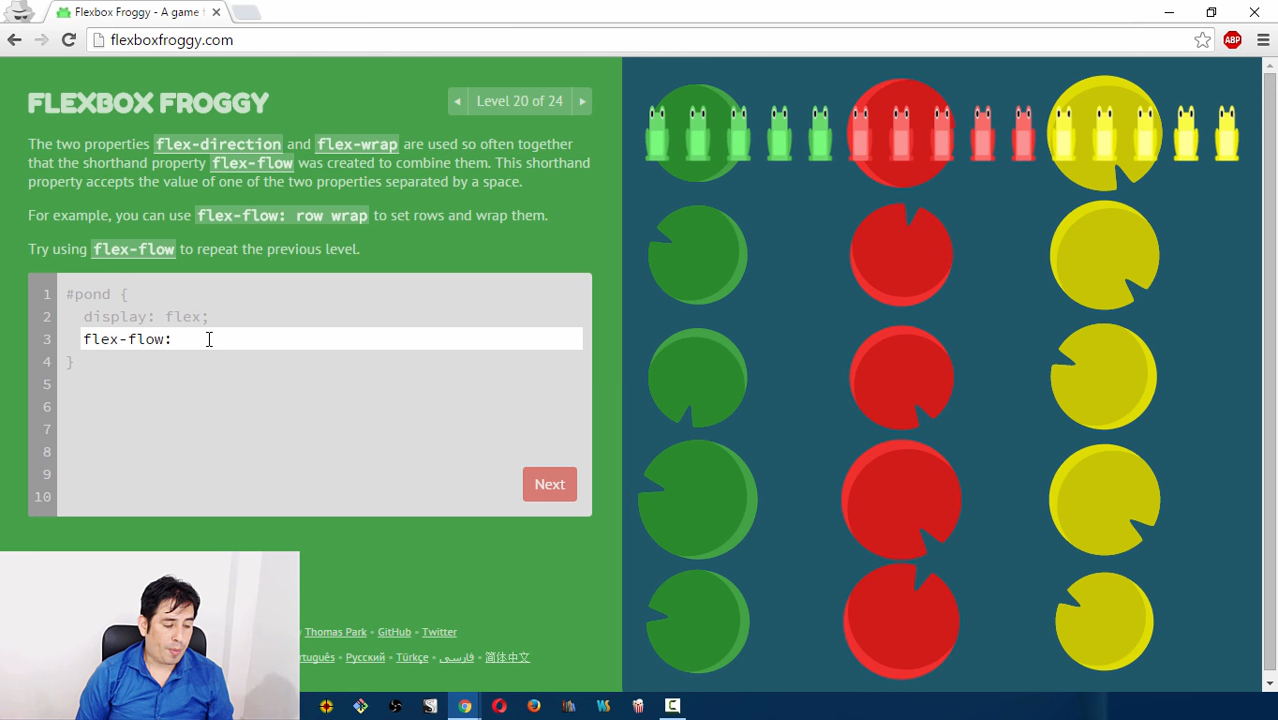 Flexbox Froggy - A game
flexboxfroggy.com
ABP
FLEXBOX FROGGY
Level 20 of 24
The two properties flex-direction and flex-wrap are used so often together
that the shorthand property flex-flow was created to combine them. This shorthand
property accepts the value of one of the two properties separated by a space.
For example, you can use flex-flow: row wrap to set rows and wrap them.
Try using flex-flow to repeat the previous level.
1 #pond {
2 display: flex;
3 flex-flow:
4 }
5
6
7
8
9
10
Next
Thomas Park • GitHub • Twitter
rtuguês • Русский • Türkçe • فارسی • 简体中文